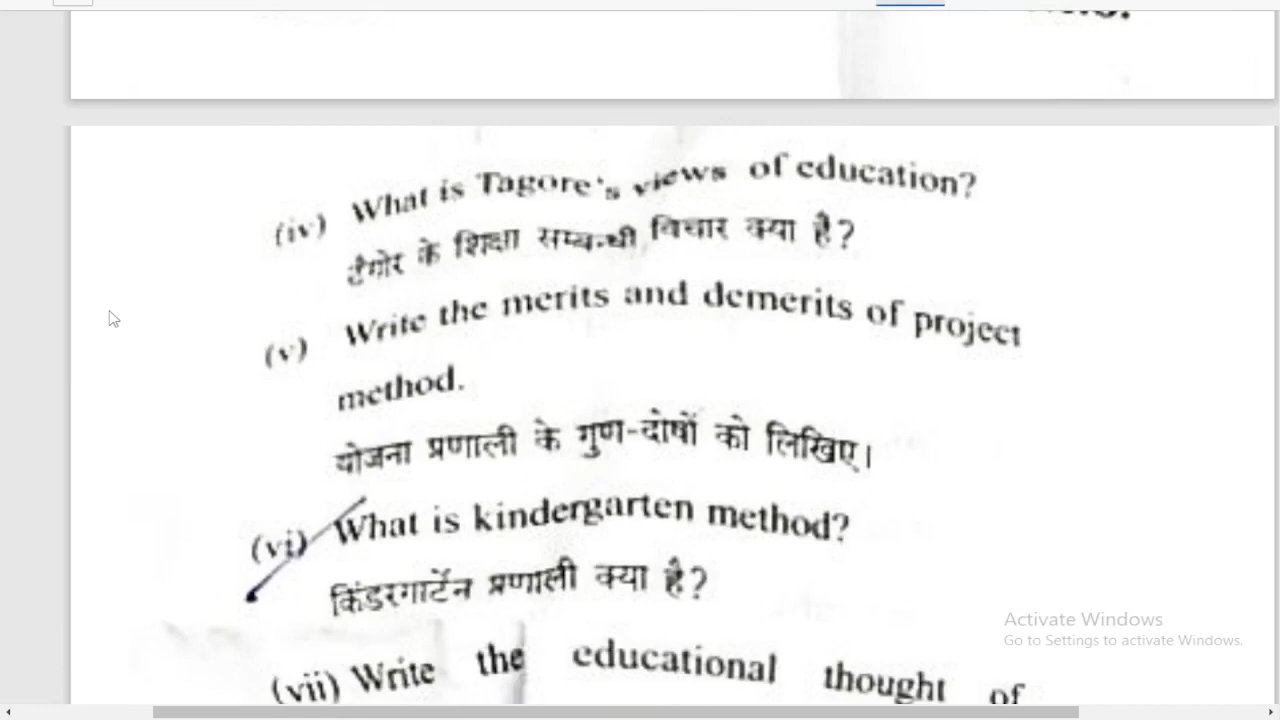 (iv) What is Tagore's views of education?
टैगोर के शिक्षा सम्बन्धी विचार क्या है?
(v) Write the merits and demerits of project
method.
योजना प्रणाली के गुण-दोषों को लिखिए।
(vi) What is kindergarten method?
किंडरगार्टेन प्रणाली क्या है?
(vii) Write the educational thought of
Activate Windows
Go to Settings to activate Windows.